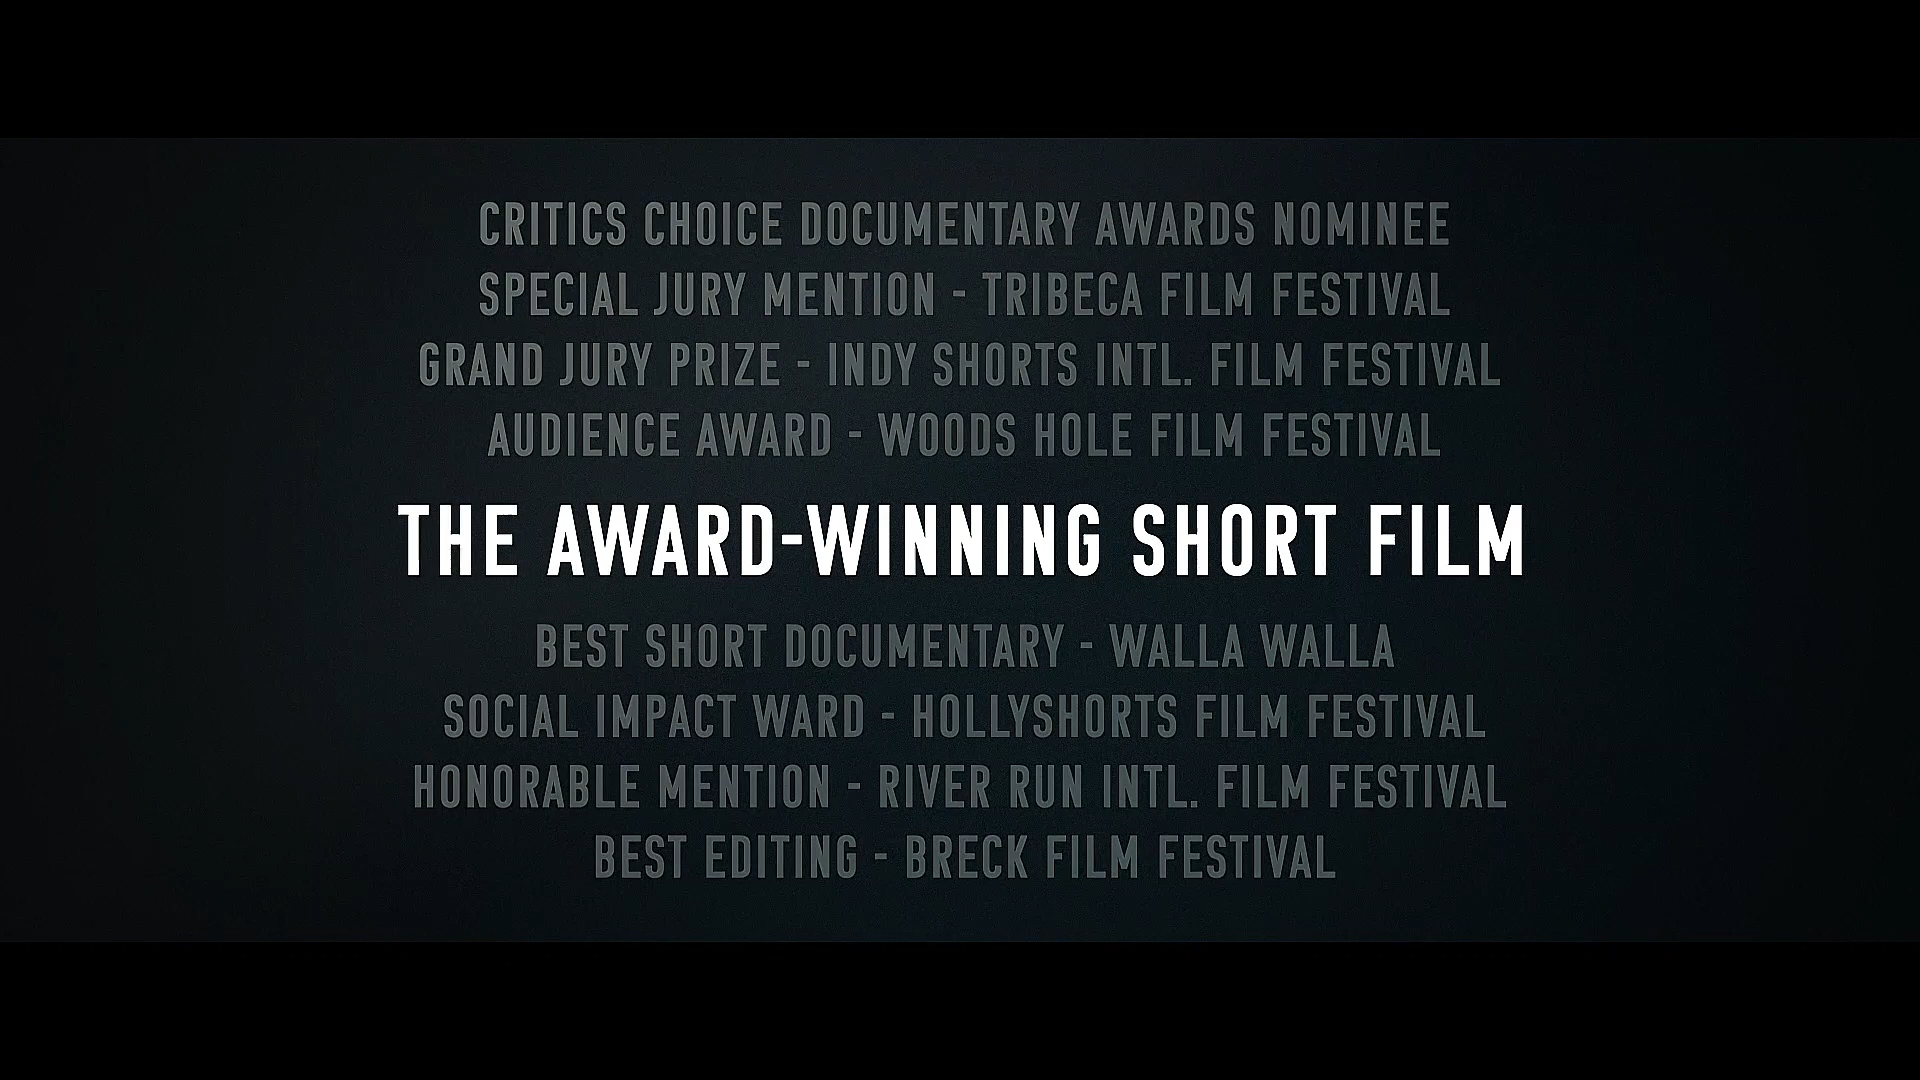 CRITICS CHOICE DOCUMENTARY AWARDS NOMINEE
SPECIAL JURY MENTION - TRIBECA FILM FESTIVAL
GRAND JURY PRIZE - INDY SHORTS INTL. FILM FESTIVAL
AUDIENCE AWARD - WOODS HOLE FILM FESTIVAL
THE AWARD-WINNING SHORT FILM
BEST SHORT DOCUMENTARY - WALLA WALLA
SOCIAL IMPACT WARD - HOLLYSHORTS FILM FESTIVAL
HONORABLE MENTION - RIVER RUN INTL. FILM FESTIVAL
BEST EDITING - BRECK FILM FESTIVAL